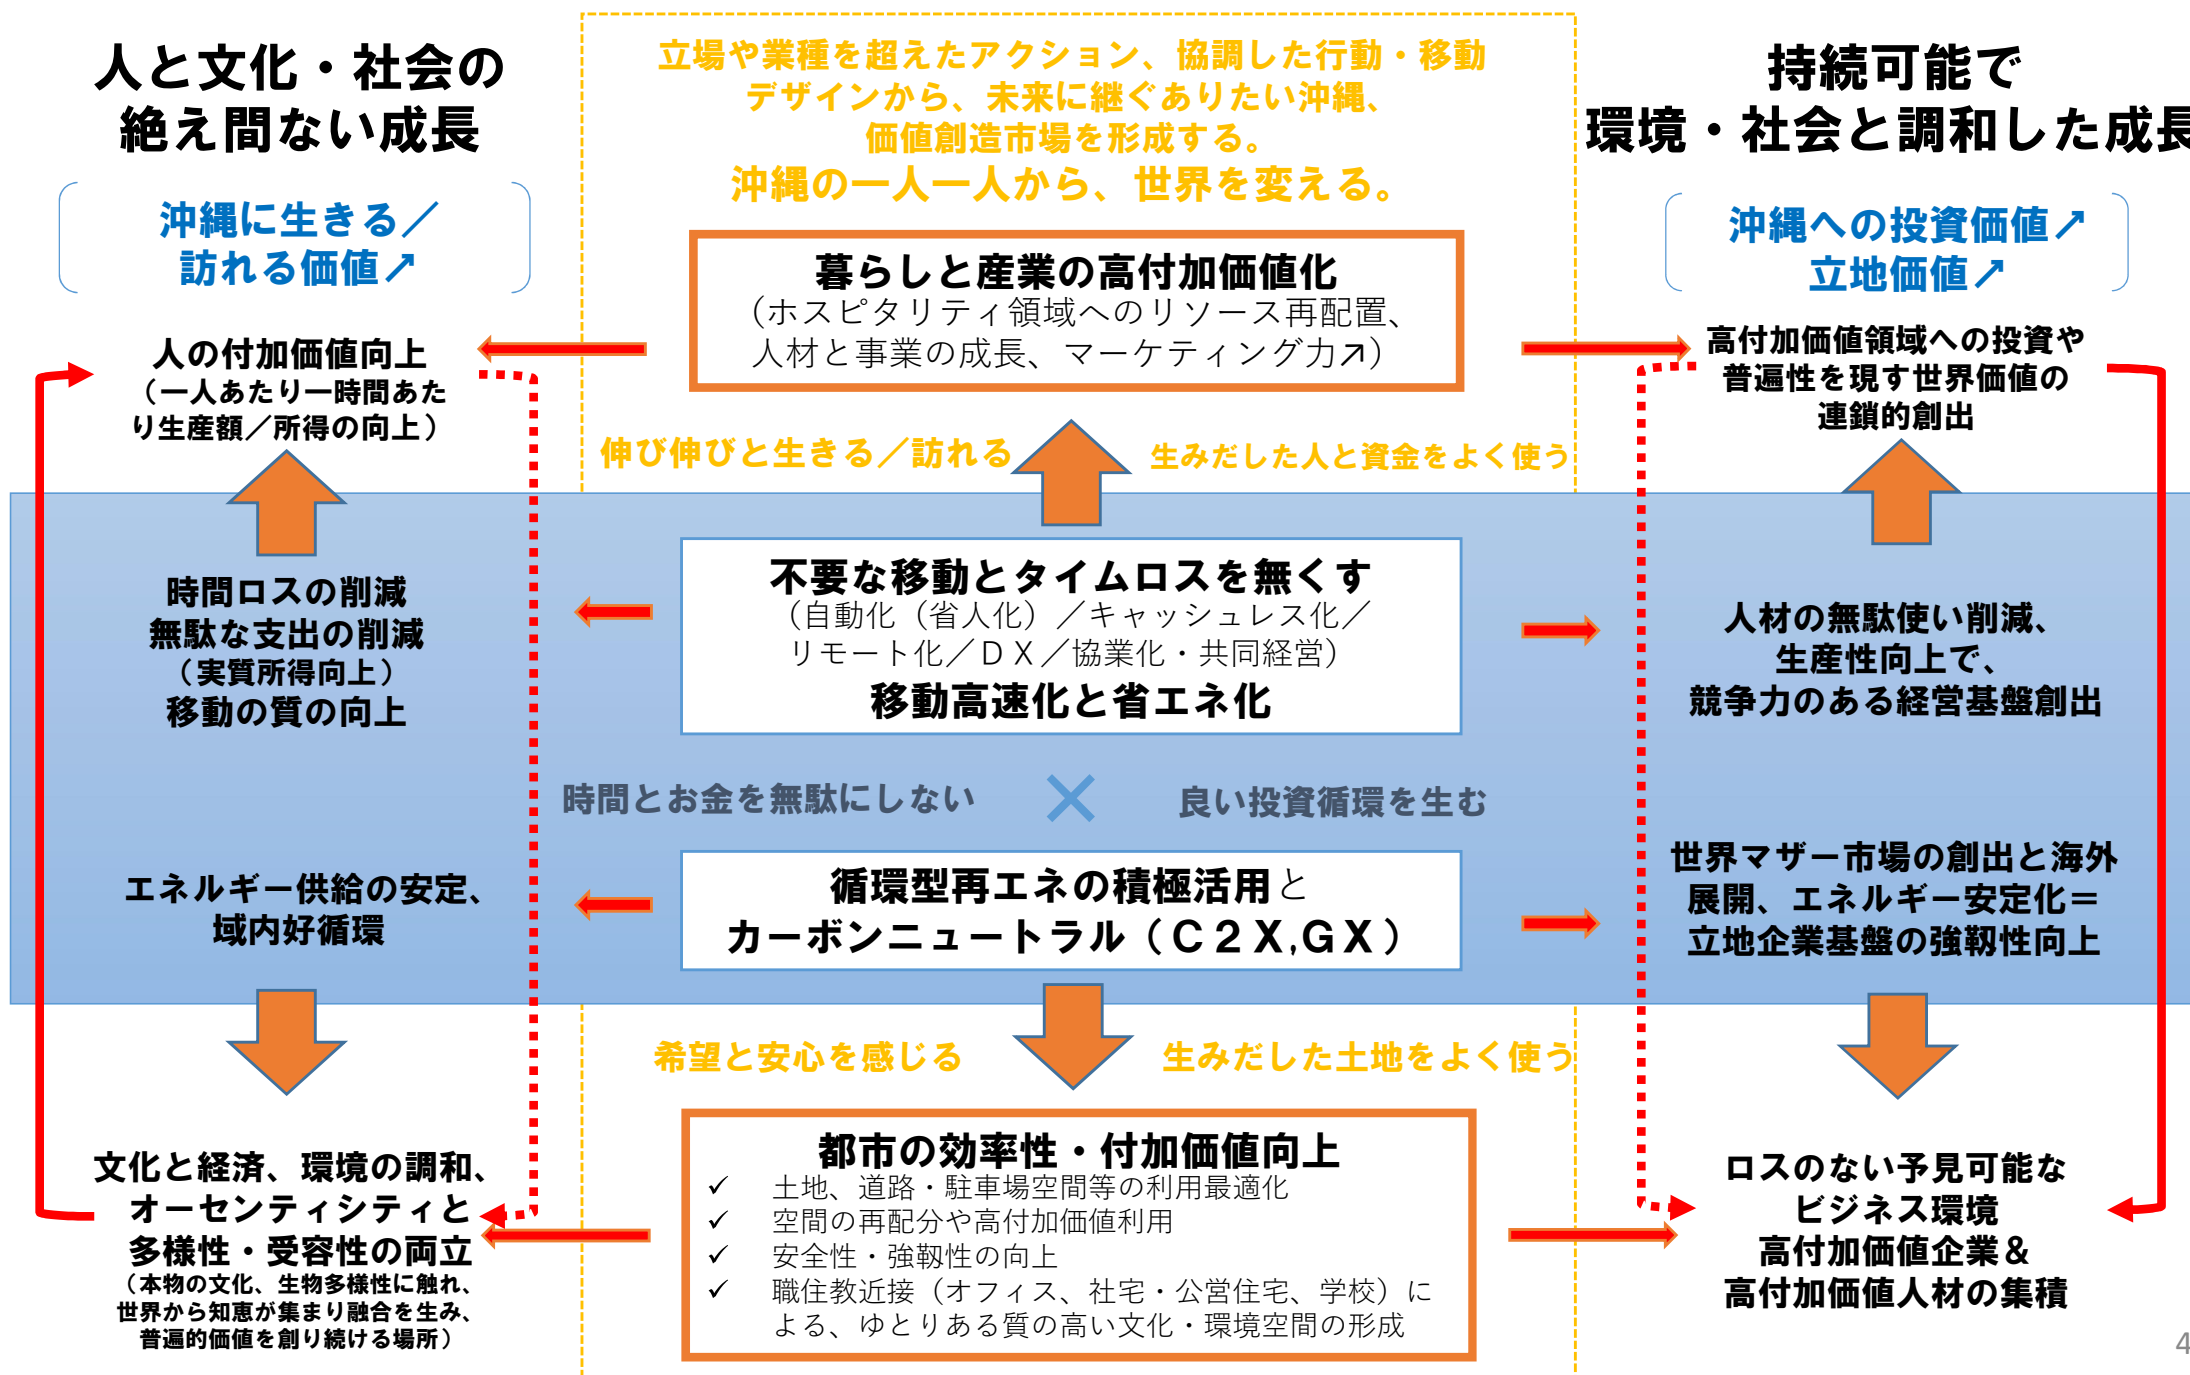 人と文化・社会の
絶え間ない成長
沖縄に生きる／
訪れる価値↗
人の付加価値向上
（一人あたり一時間あた
り生産額／所得の向上）
時間ロスの削減
無駄な支出の削減
（実質所得向上）
移動の質の向上
エネルギー供給の安定、
域内好循環
文化と経済、環境の調和、
オーセンティシティと
多様性・受容性の両立
（本物の文化、生物多様性に触れ、
世界から知恵が集まり融合を生み、
普遍的価値を創り続ける場所）
立場や業種を超えたアクション、協調した行動・移動
デザインから、未来に継ぐありたい沖縄、
価値創造市場を形成する。
沖縄の一人一人から、世界を変える。
暮らしと産業の高付加価値化
（ホスピタリティ領域へのリソース再配置、
人材と事業の成長、マーケティング力↗）
伸び伸びと生きる／訪れる
生みだした人と資金をよく使う
不要な移動とタイムロスを無くす
（自動化（省人化）／キャッシュレス化／
リモート化／ＤＸ／協業化・共同経営）
移動高速化と省エネ化
時間とお金を無駄にしない
良い投資循環を生む
循環型再エネの積極活用と
カーボンニュートラル（Ｃ２Ｘ,ＧＸ）
希望と安心を感じる
生みだした土地をよく使う
都市の効率性・付加価値向上
✓ 土地、道路・駐車場空間等の利用最適化
✓ 空間の再配分や高付加価値利用
✓ 安全性・強靱性の向上
✓ 職住教近接（オフィス、社宅・公営住宅、学校）に
よる、ゆとりある質の高い文化・環境空間の形成
持続可能で
環境・社会と調和した成長
沖縄への投資価値↗
立地価値↗
高付加価値領域への投資や
普遍性を現す世界価値の
連鎖的創出
人材の無駄使い削減、
生産性向上で、
競争力のある経営基盤創出
世界マザー市場の創出と海外
展開、エネルギー安定化＝
立地企業基盤の強靱性向上
ロスのない予見可能な
ビジネス環境
高付加価値企業＆
高付加価値人材の集積
4